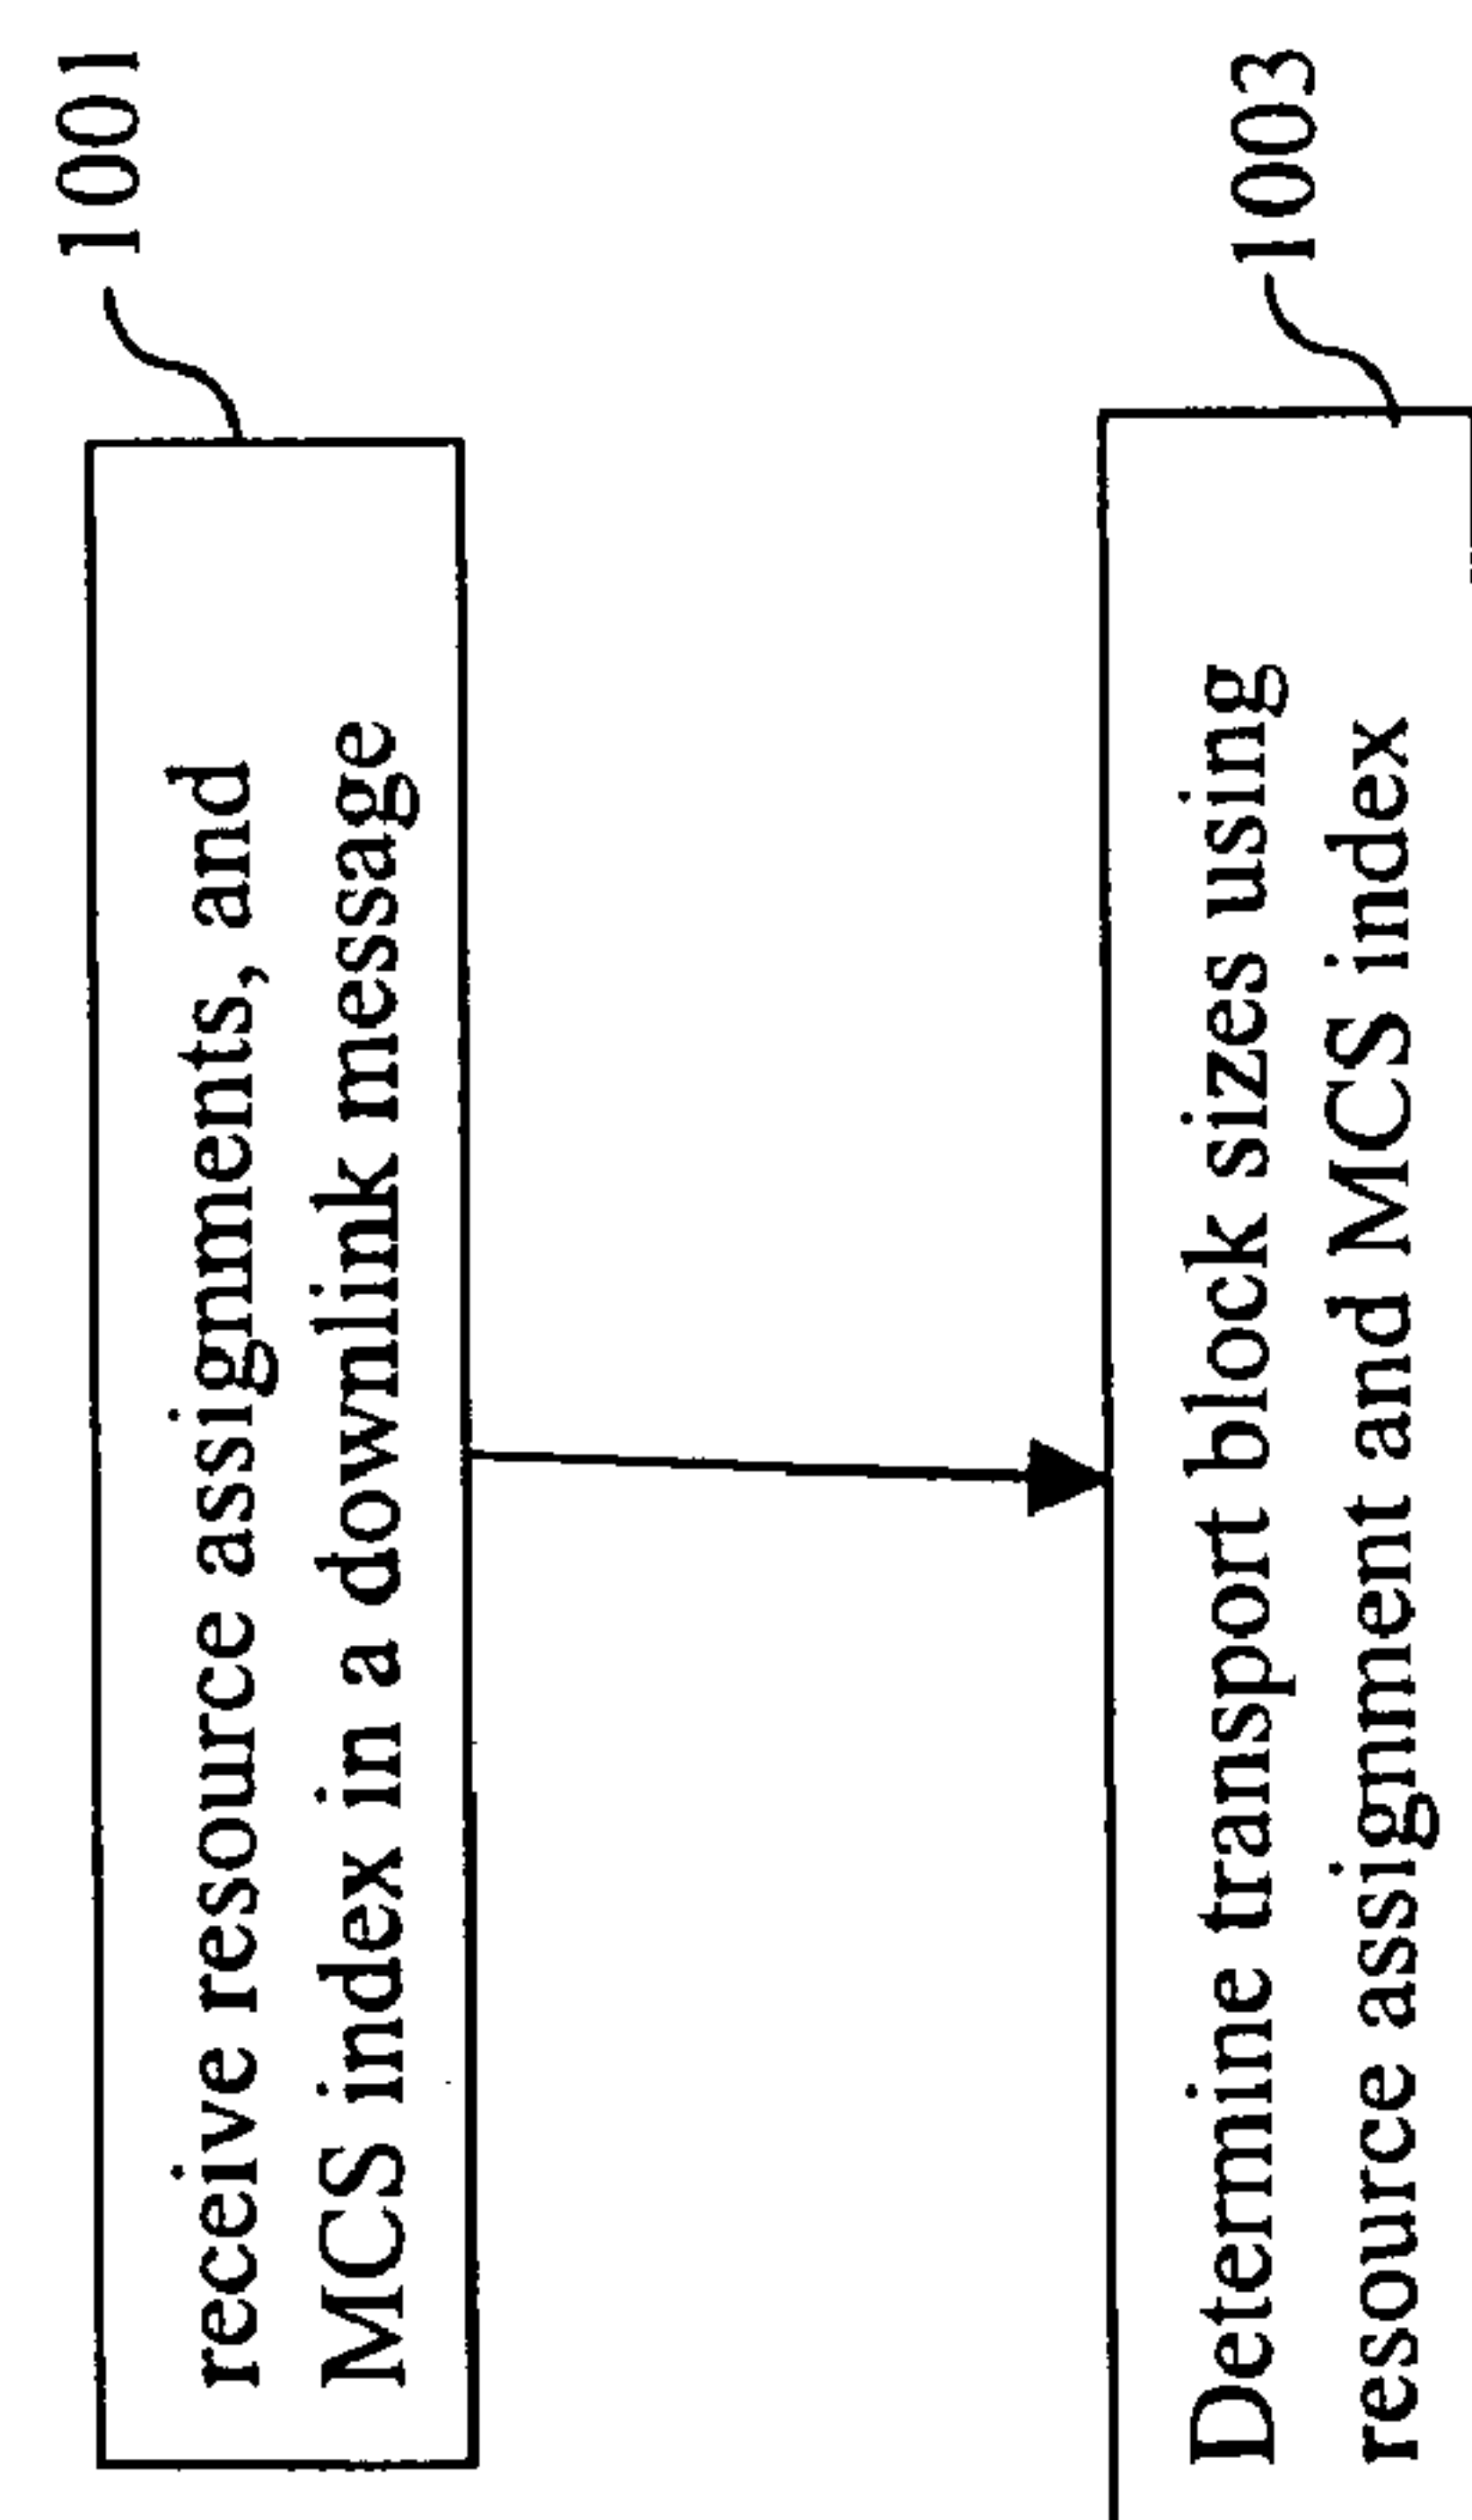 1001
receive resource assignments, and
MCS index in a downlink message
1003
Determine transport block sizes using
resource assignment and MCS index